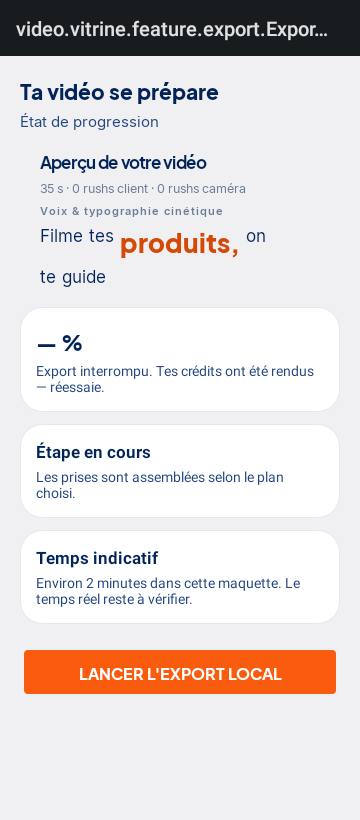 video.vitrine.feature.export.Expor...
Ta vidéo se prépare
État de progression
Aperçu de votre vidéo
35 s · 0 rushs client · 0 rushs caméra
Voix & typographie cinétique
Filme tes produits, on
te guide
— %
Export interrompu. Tes crédits ont été rendus
— réessaie.
Étape en cours
Les prises sont assemblées selon le plan
choisi.
Temps indicatif
Environ 2 minutes dans cette maquette. Le
temps réel reste à vérifier.
LANCER L'EXPORT LOCAL